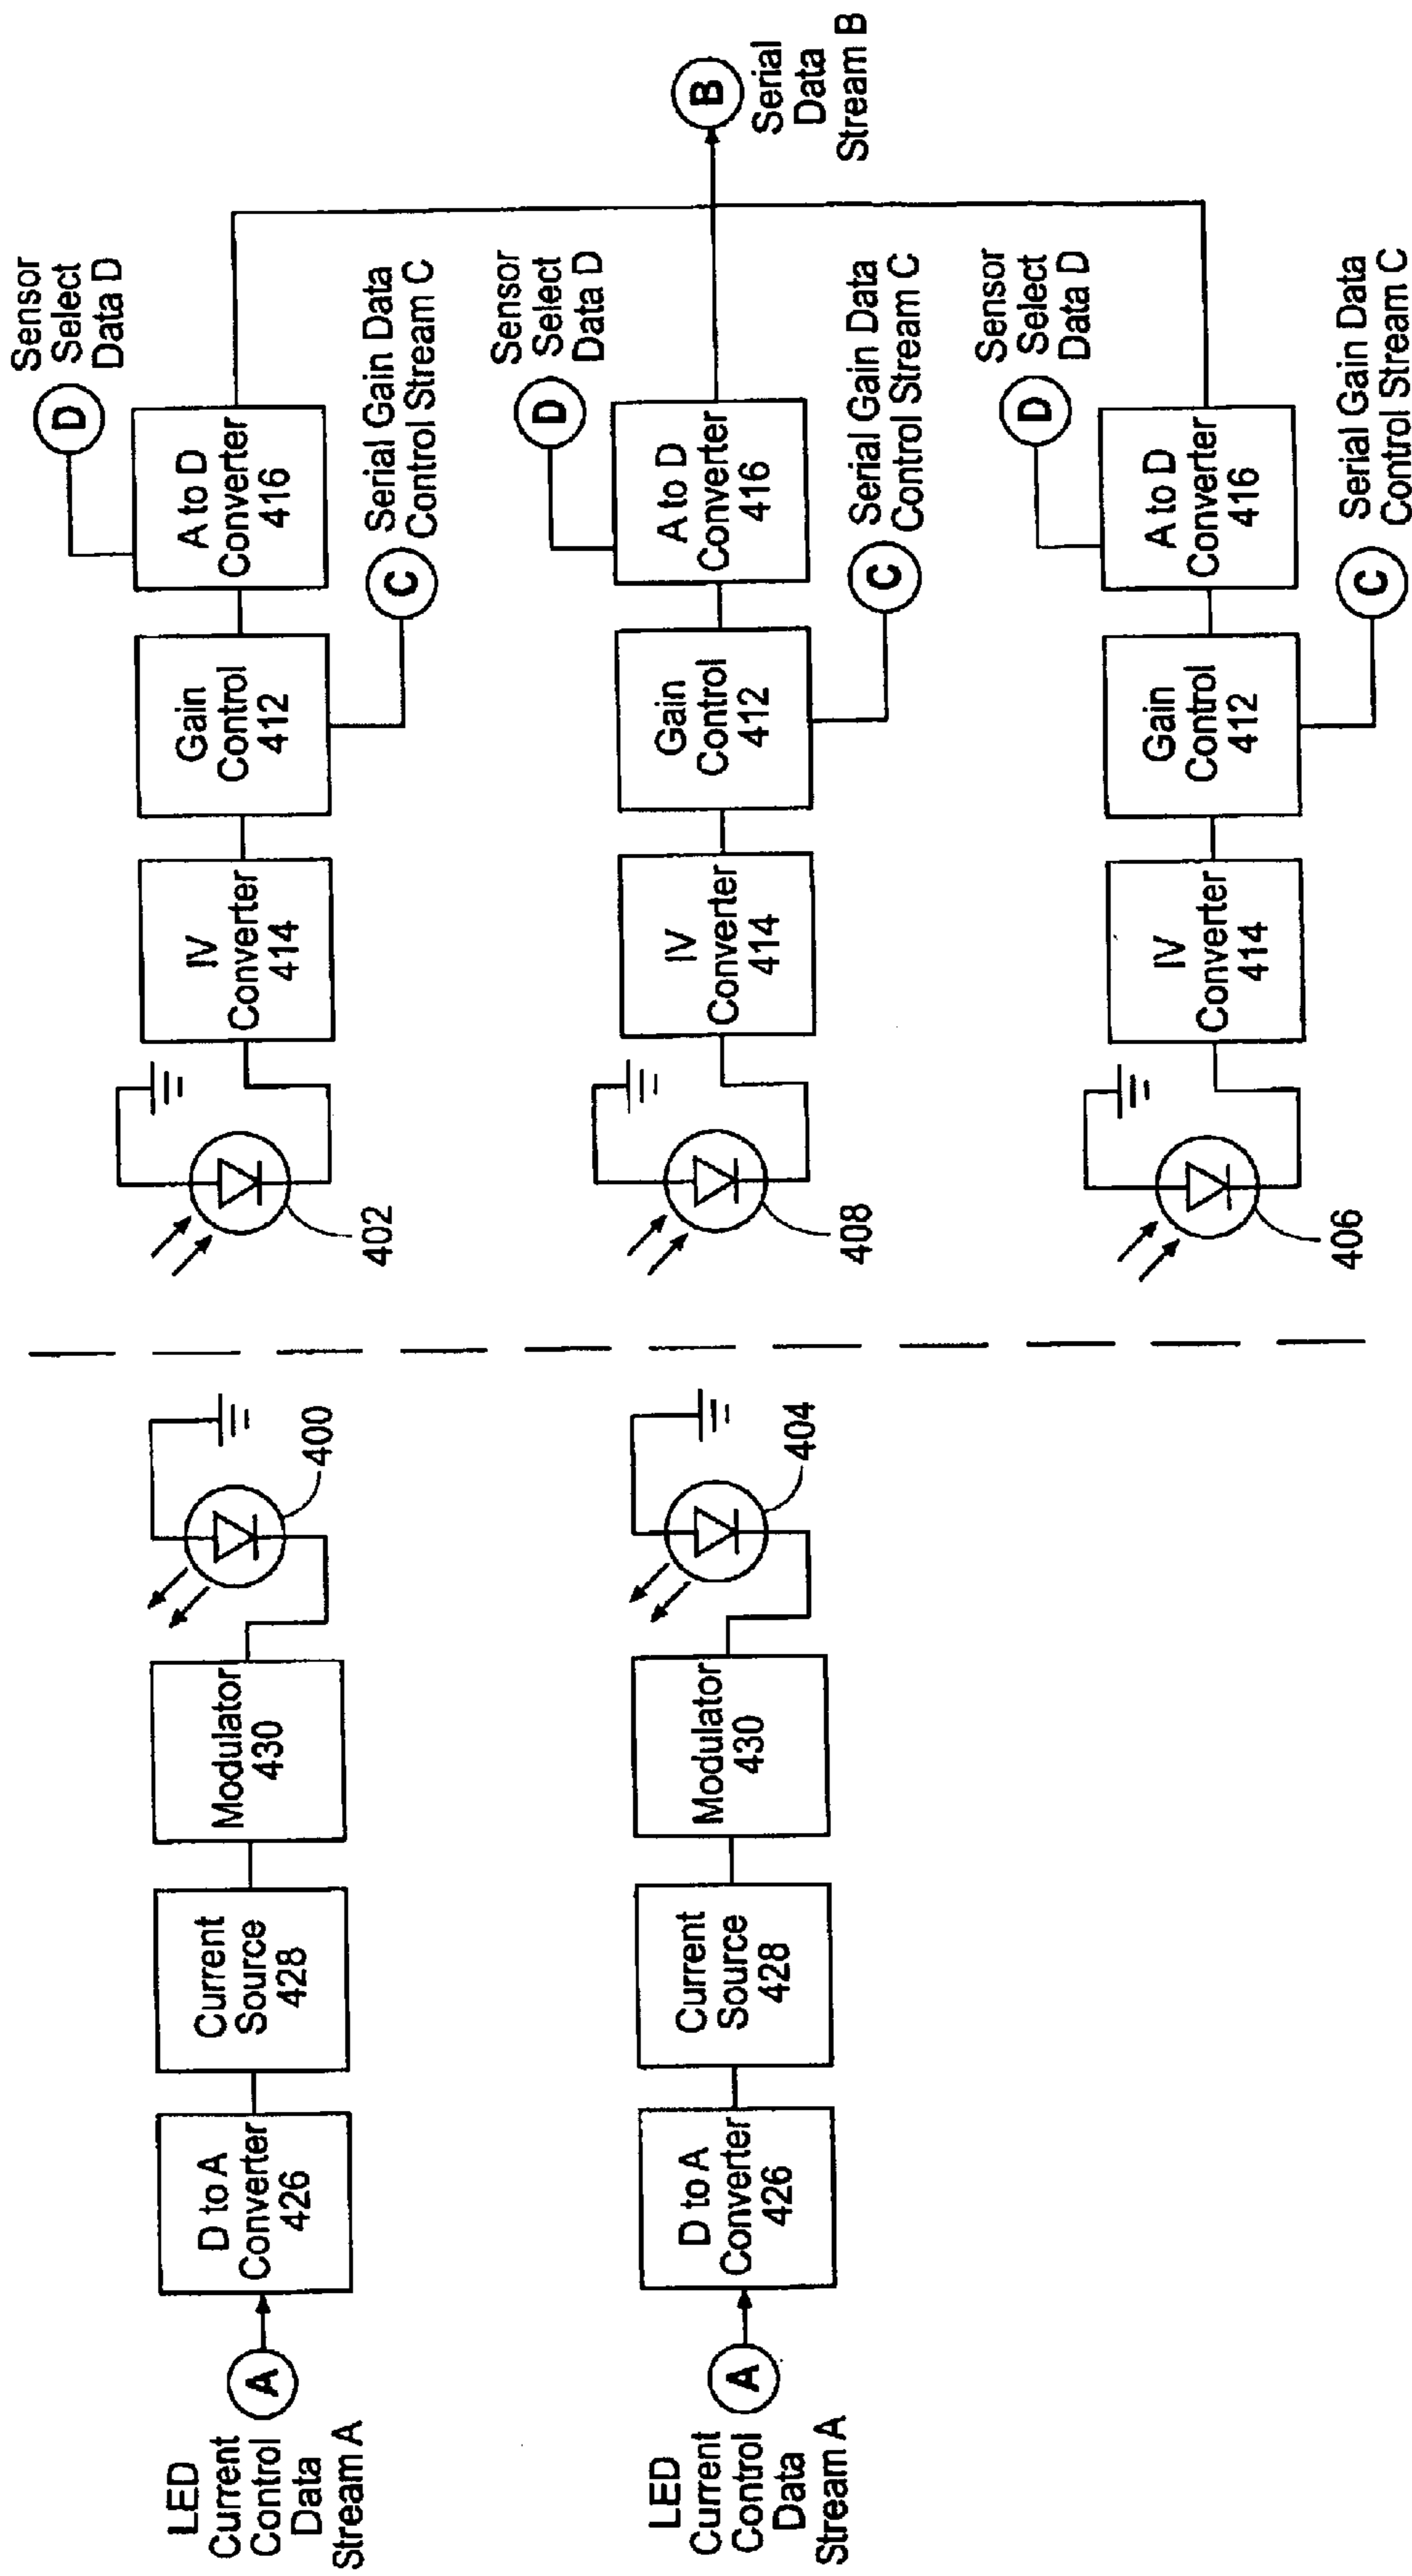 LED
Current
Control
Data
Stream A
A
D to A
Converter
426
Current
Source
428
Modulator
430
400
402
IV
Converter
414
Gain
Control
412
A to D
Converter
416
D
Sensor
Select
Data D
C
Serial Gain Data
Control Stream C
LED
Current
Control
Data
Stream A
A
D to A
Converter
426
Current
Source
428
Modulator
430
404
408
IV
Converter
414
Gain
Control
412
A to D
Converter
416
D
Sensor
Select
Data D
C
Serial Gain Data
Control Stream C
B
Serial
Data
Stream B
406
IV
Converter
414
Gain
Control
412
A to D
Converter
416
D
Sensor
Select
Data D
C
Serial Gain Data
Control Stream C